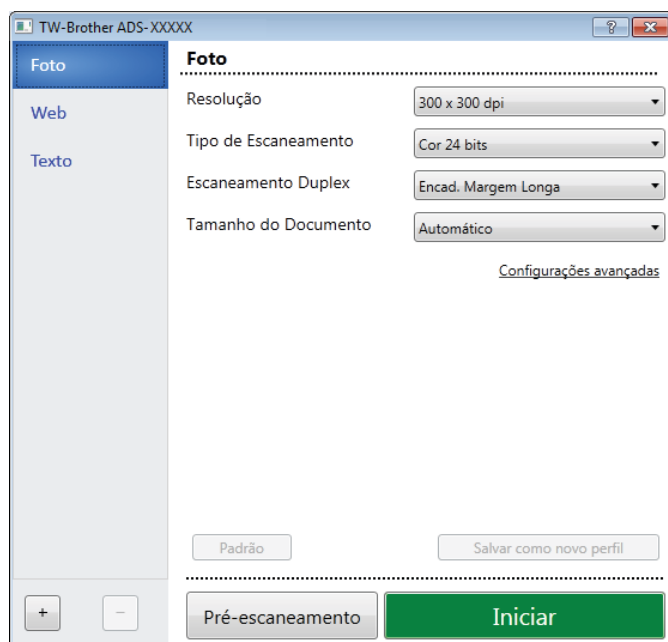 TW-Brother ADS-XXXXX
Foto
Web
Texto
Foto
Resolução 300 x 300 dpi
Tipo de Escaneamento Cor 24 bits
Escaneamento Duplex Encad. Margem Longa
Tamanho do Documento Automático
Configurações avançadas
Padrão Salvar como novo perfil
+ − Pré-escaneamento Iniciar